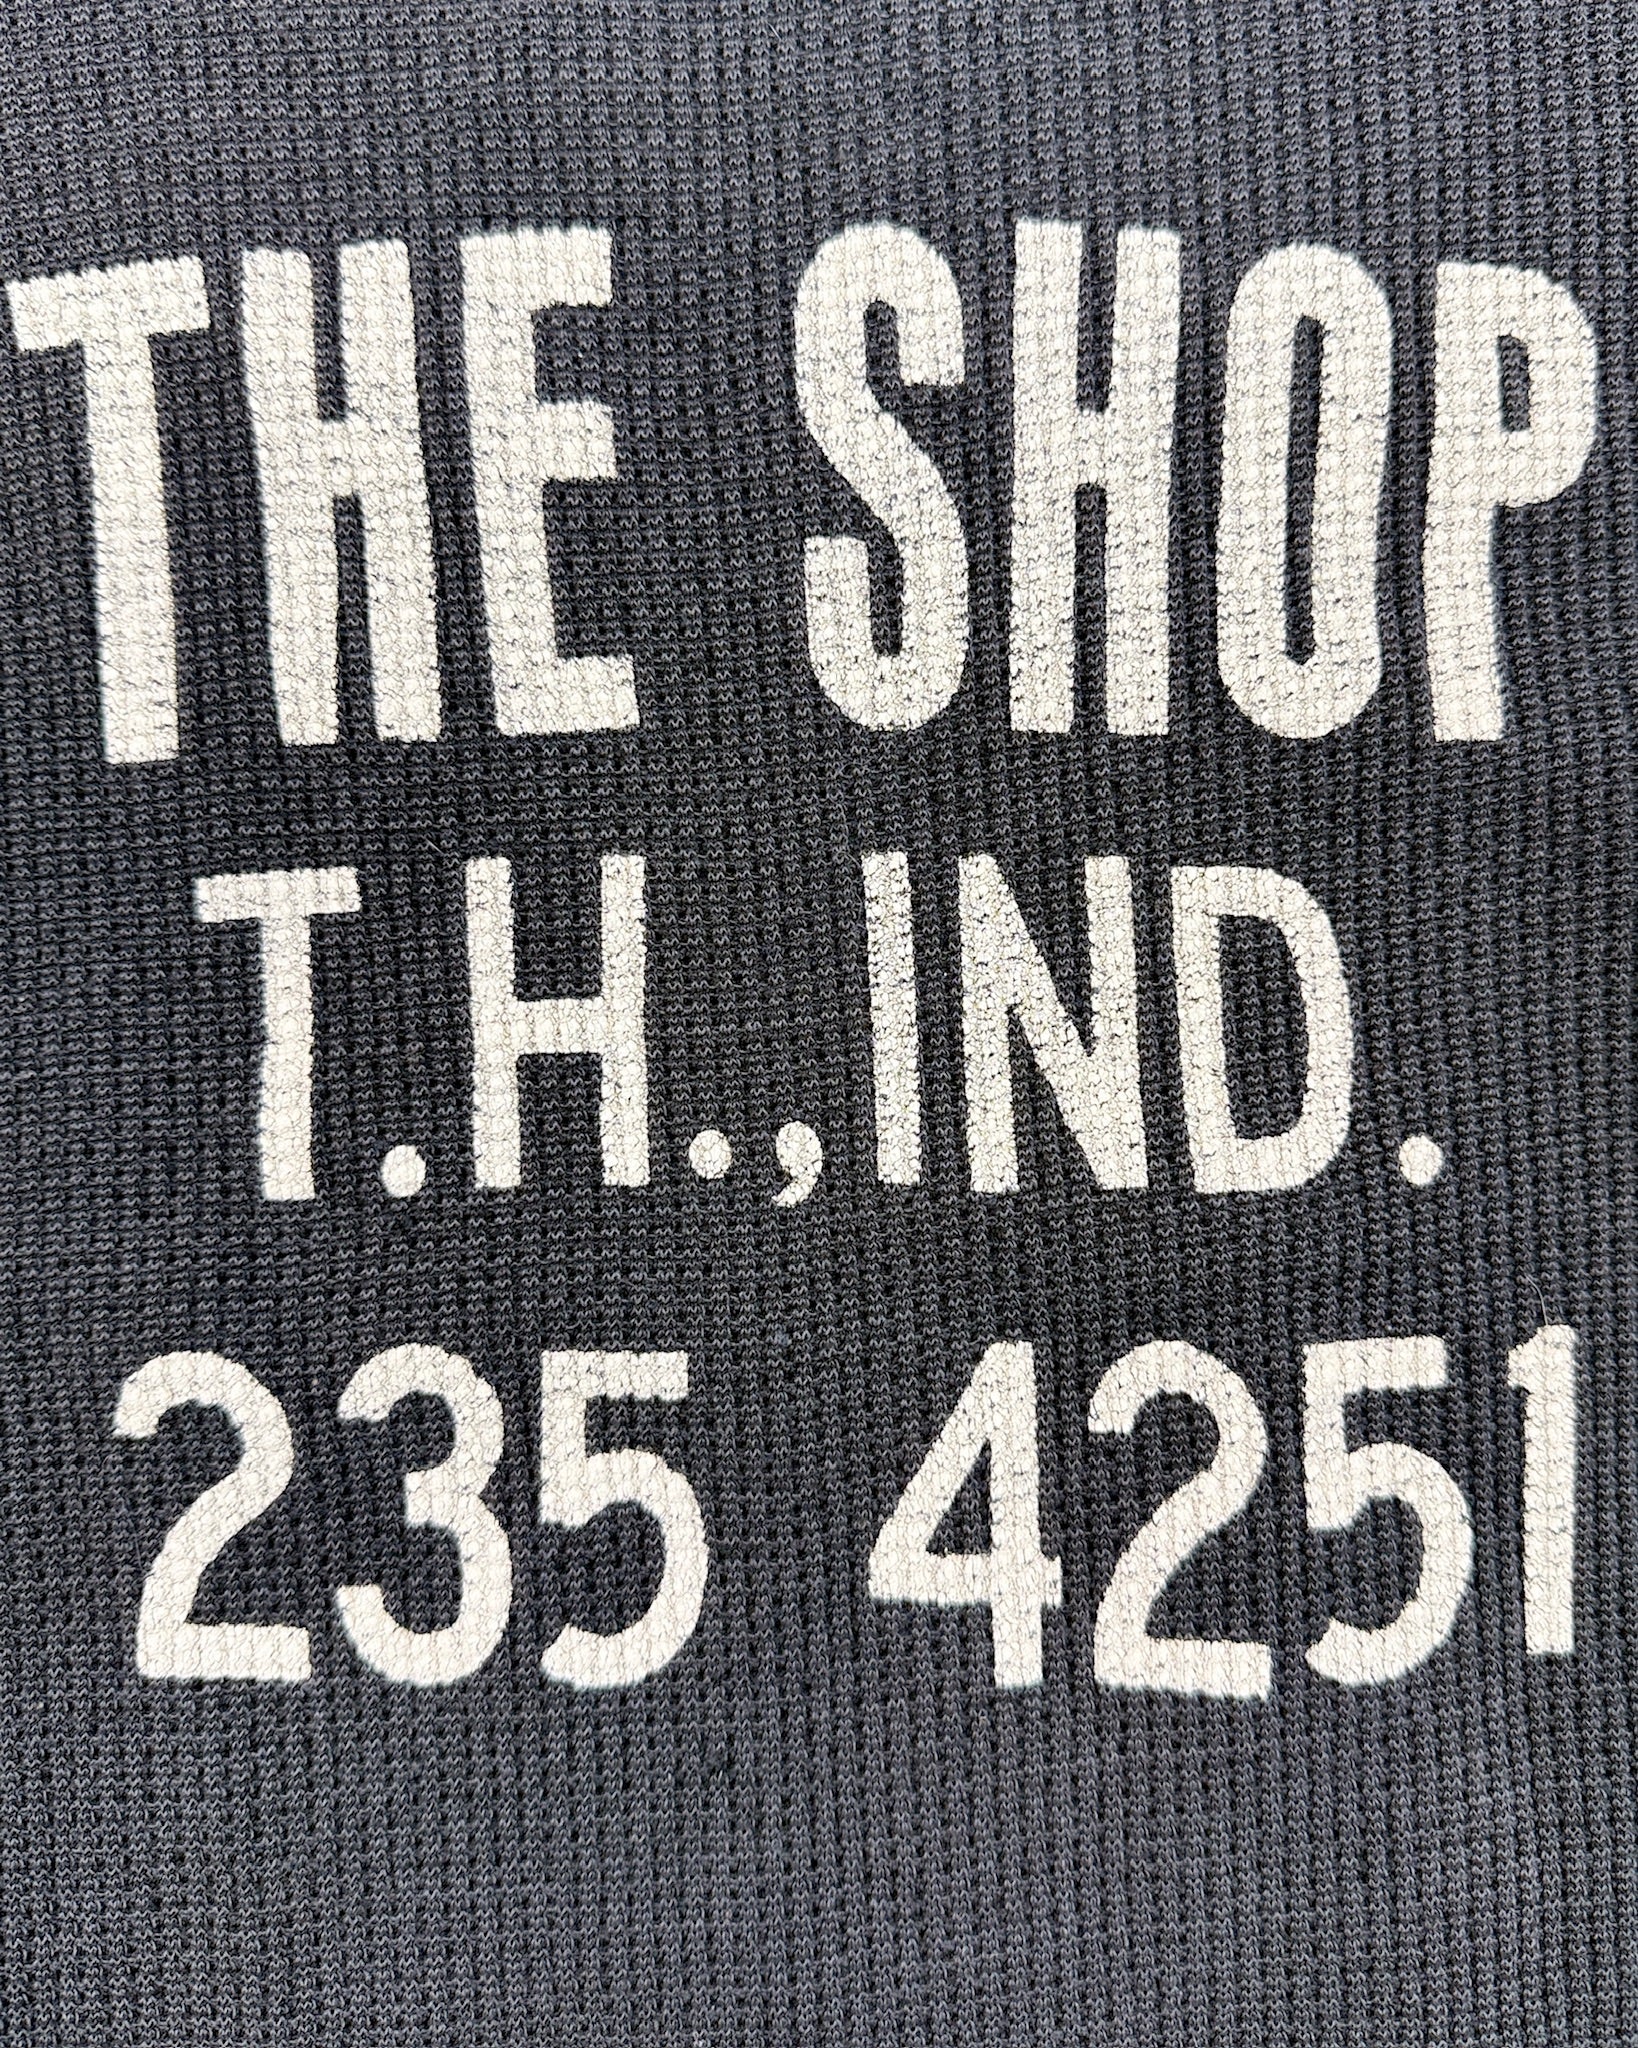 THE SHOP
T.H., IND.
235 4251